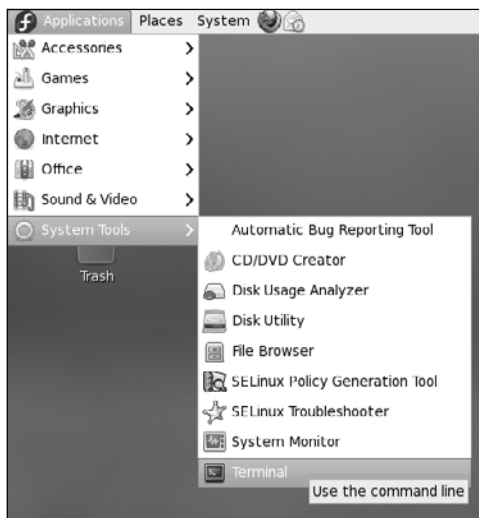 Applications Places System
Accessories
Games
Graphics
Internet
Office
Sound & Video
System Tools
Trash
Automatic Bug Reporting Tool
CD/DVD Creator
Disk Usage Analyzer
Disk Utility
File Browser
SELinux Policy Generation Tool
SELinux Troubleshooter
System Monitor
Terminal
Use the command line